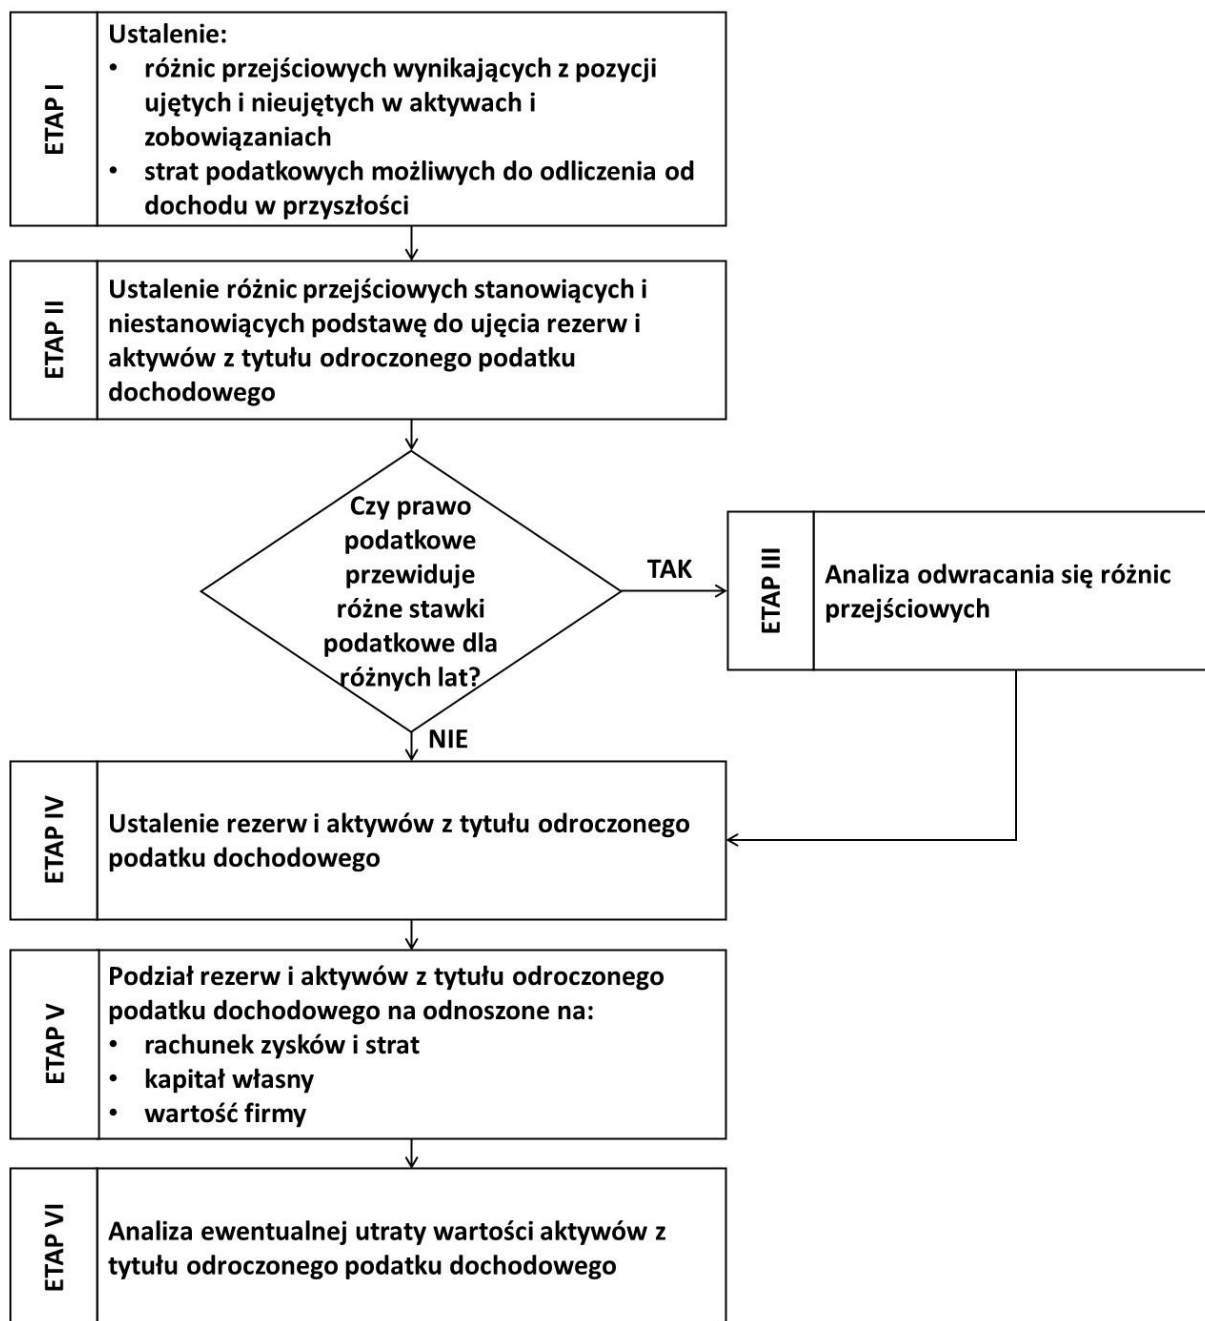 ETAP I
Ustalenie:
• różnic przejściowych wynikających z pozycji
ujętych i nieujętych w aktywach i
zobowiązaniach
• strat podatkowych możliwych do odliczenia od
dochodu w przyszłości
ETAP II
Ustalenie różnic przejściowych stanowiących i
niestanowiących podstawę do ujęcia rezerw i
aktywów z tytułu odroczonego podatku
dochodowego
Czy prawo
podatkowe
przewiduje
różne stawki
podatkowe dla
różnych lat?
TAK
ETAP III
Analiza odwracania się różnic
przejściowych
NIE
ETAP IV
Ustalenie rezerw i aktywów z tytułu odroczonego
podatku dochodowego
ETAP V
Podział rezerw i aktywów z tytułu odroczonego
podatku dochodowego na odnoszone na:
• rachunek zysków i strat
• kapitał własny
• wartość firmy
ETAP VI
Analiza ewentualnej utraty wartości aktywów z
tytułu odroczonego podatku dochodowego